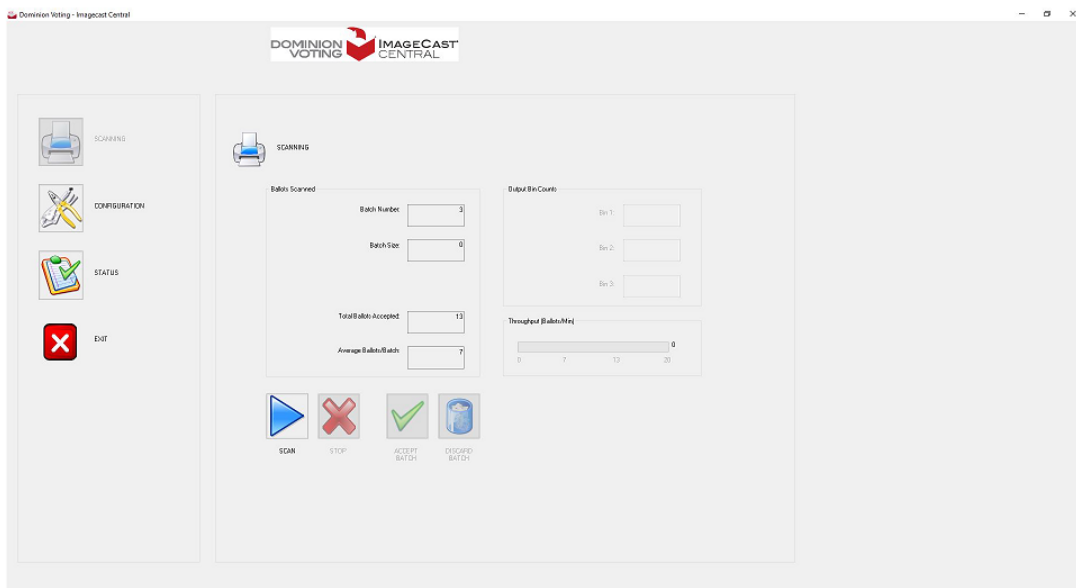 Dominion Voting - Imagecast Central
DOMINION VOTING IMAGECAST CENTRAL
SCANNING
CONFIGURATION
STATUS
EXIT
SCANNING
Ballots Scanned
Batch Number: 3
Batch Size: 0
Total Ballots Accepted: 13
Average Ballots/Batch: 7
Output Bin Counts
Bin 1:
Bin 2:
Bin 3:
Throughput (Ballots/Min)
0
0 7 13 20
SCAN
STOP
ACCEPT
BATCH
DISCARD
BATCH